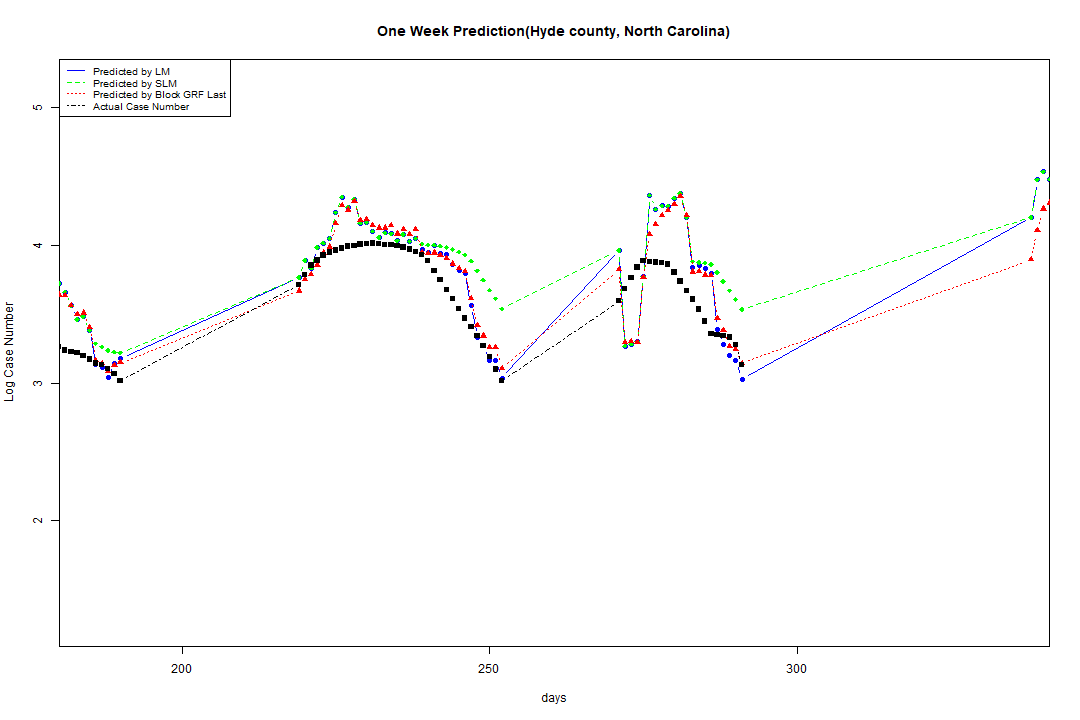 One Week Prediction(Hyde county, North Carolina)
Predicted by LM
Predicted by SLM
Predicted by Block GRF Last
Actual Case Number
5
4
3
2
Log Case Number
200
250
300
days